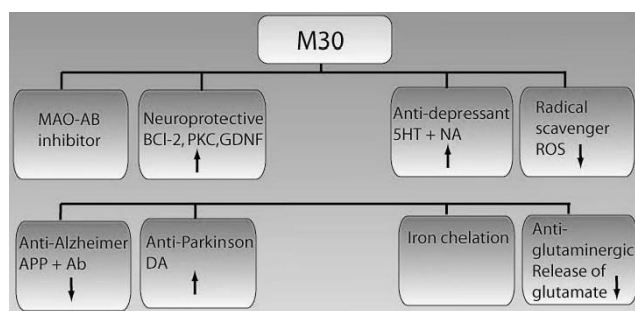 M30
MAO-AB
inhibitor
Neuroprotective
BCl-2, PKC,GDNF
Anti-depressant
5HT + NA
Radical
scavenger
ROS
Anti-Alzheimer
APP + Ab
Anti-Parkinson
DA
Iron chelation
Anti-
glutaminergic
Release of
glutamate